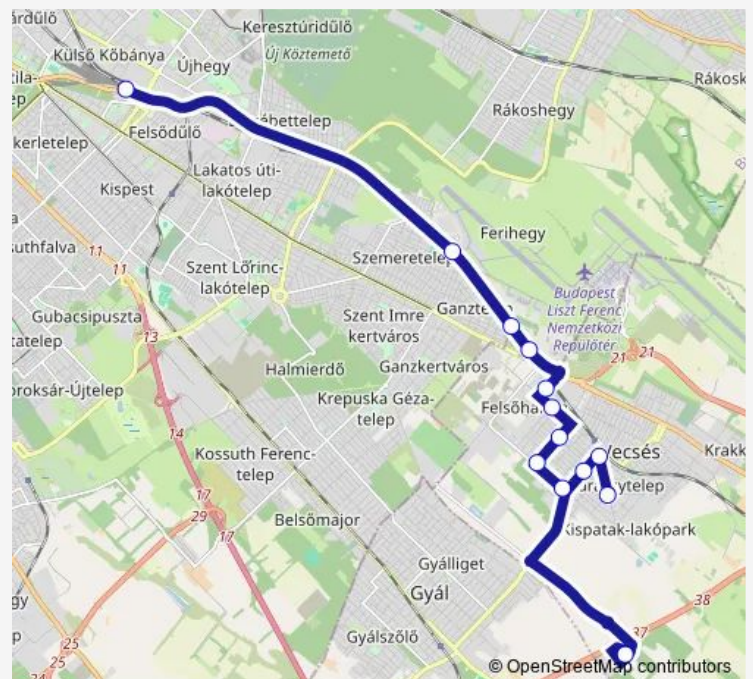 Keresztúridűlő
Külső Kőbánya
Új Köztemető
Újhegy
Rákoshegy
Felsődűlő
Kispest
Lakatos úti-
lakótelep
11
Ferihegy
Szent Lőrinc-
lakótelep
11
Budapest
Liszt Ferenc
Nemzetközi
Repülőtér
Gubacsipuszta
Szent Imre
kertváros
13
21
21
Halmierdő
Ganzkertváros
Krepuska Géza-
telep
14
Kossuth Ferenc-
telep
17
29
17
Belsőmajor
Kispatak-lakópark
Gyálliget
Gyál
38
37
Gyálszőlő
25
25
24
© OpenStreetMap contributors